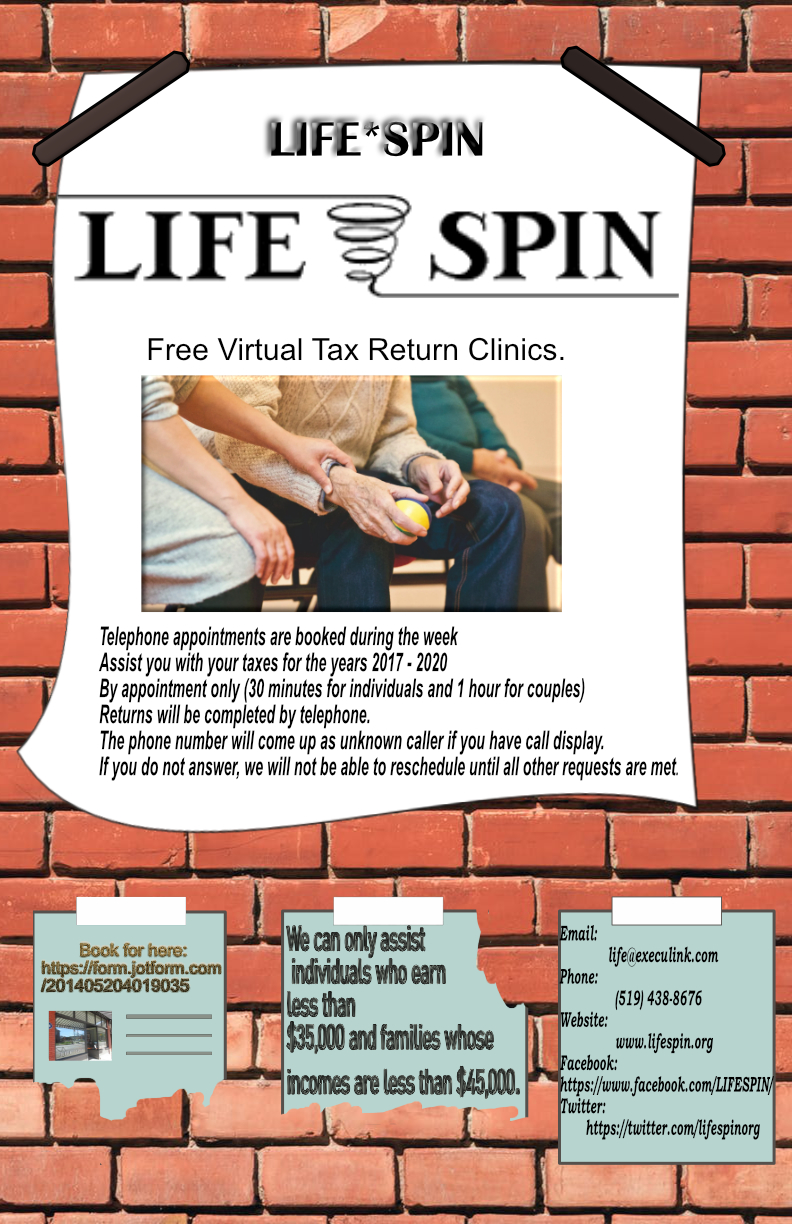 LIFE*SPIN
LIFE SPIN
Free Virtual Tax Return Clinics.
Telephone appointments are booked during the week
Assist you with your taxes for the years 2017 - 2020
By appointment only (30 minutes for individuals and 1 hour for couples)
Returns will be completed by telephone.
The phone number will come up as unknown caller if you have call display.
If you do not answer, we will not be able to reschedule until all other requests are met.
Book for here:
https://form.jotform.com
/201405204019035
We can only assist
individuals who earn
less than
$35,000 and families whose
incomes are less than $45,000.
Email:
life@execulink.com
Phone:
(519) 438-8676
Website:
www.lifespin.org
Facebook:
https://www.facebook.com/LIFESPIN/
Twitter:
https://twitter.com/lifespinorg